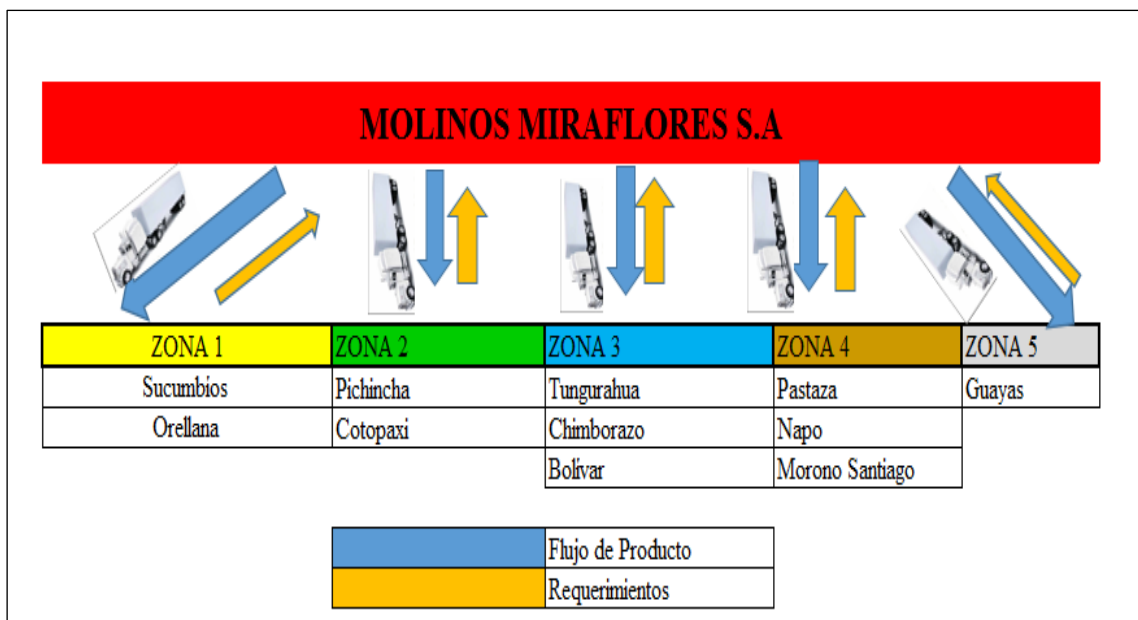 MOLINOS MIRAFLORES S.A
ZONA 1 ZONA 2 ZONA 3 ZONA 4 ZONA 5
Sucumbios Pichincha Tungurahua Pastaza Guayas
Orellana Cotopaxi Chimborazo Napo
Bolívar Morono Santiago
Flujo de Producto
Requerimientos